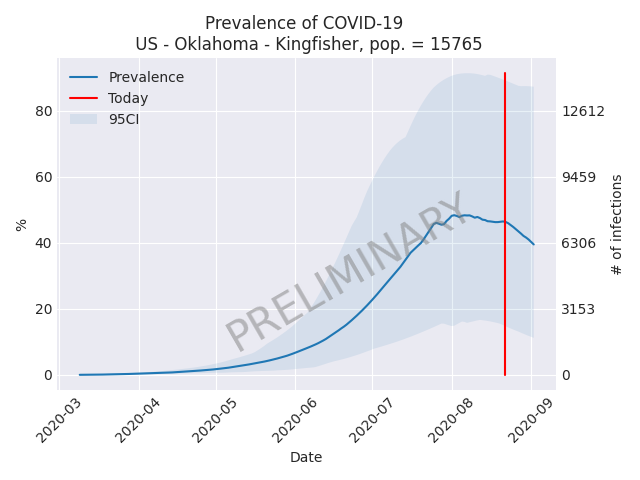 Prevalence of COVID-19
US - Oklahoma - Kingfisher, pop. = 15765
Prevalence
Today
95CI
PRELIMINARY
%
80
60
40
20
0
12612
9459
6306
3153
0
# of infections
2020-03
2020-04
2020-05
2020-06
2020-07
2020-08
2020-09
Date